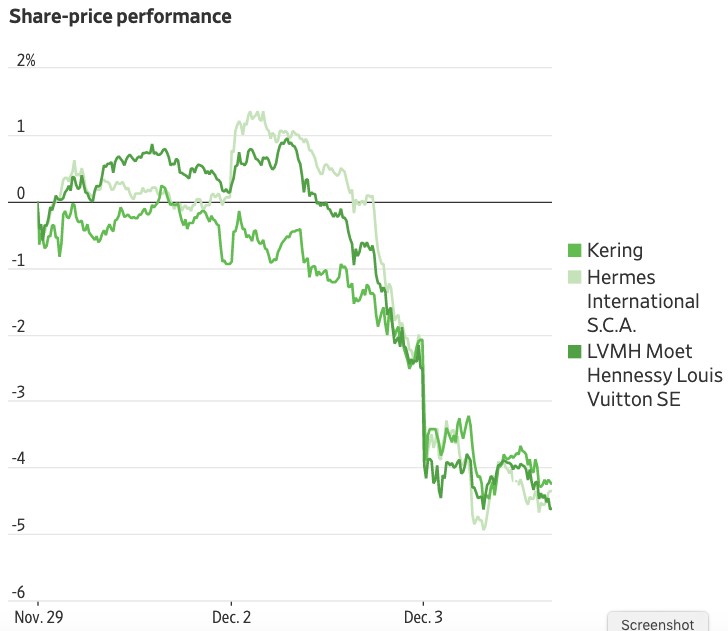 Share-price performance
2%
1
0
-1
-2
-3
-4
-5
-6
Nov. 29 Dec. 2 Dec. 3
Kering
Hermes
International
S.C.A.
LVMH Moet
Hennessy Louis
Vuitton SE
Screenshot